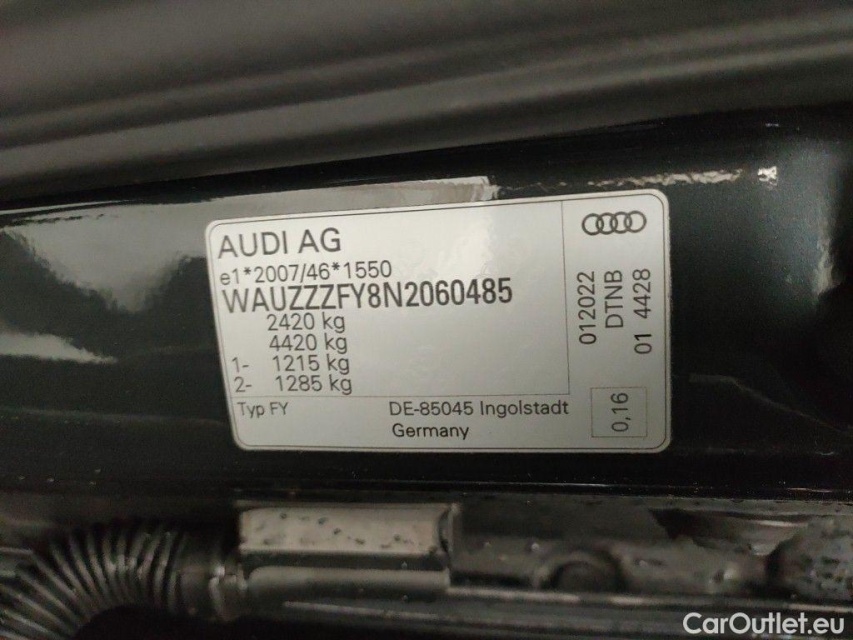 AUDI AG
e1*2007/46*1550
WAUZZZFY8N2060485
2420 kg
4420 kg
1- 1215 kg
2- 1285 kg
Typ FY
DE-85045 Ingolstadt
Germany
012022
DTNB
01 4428
0,16
CarOutlet.eu